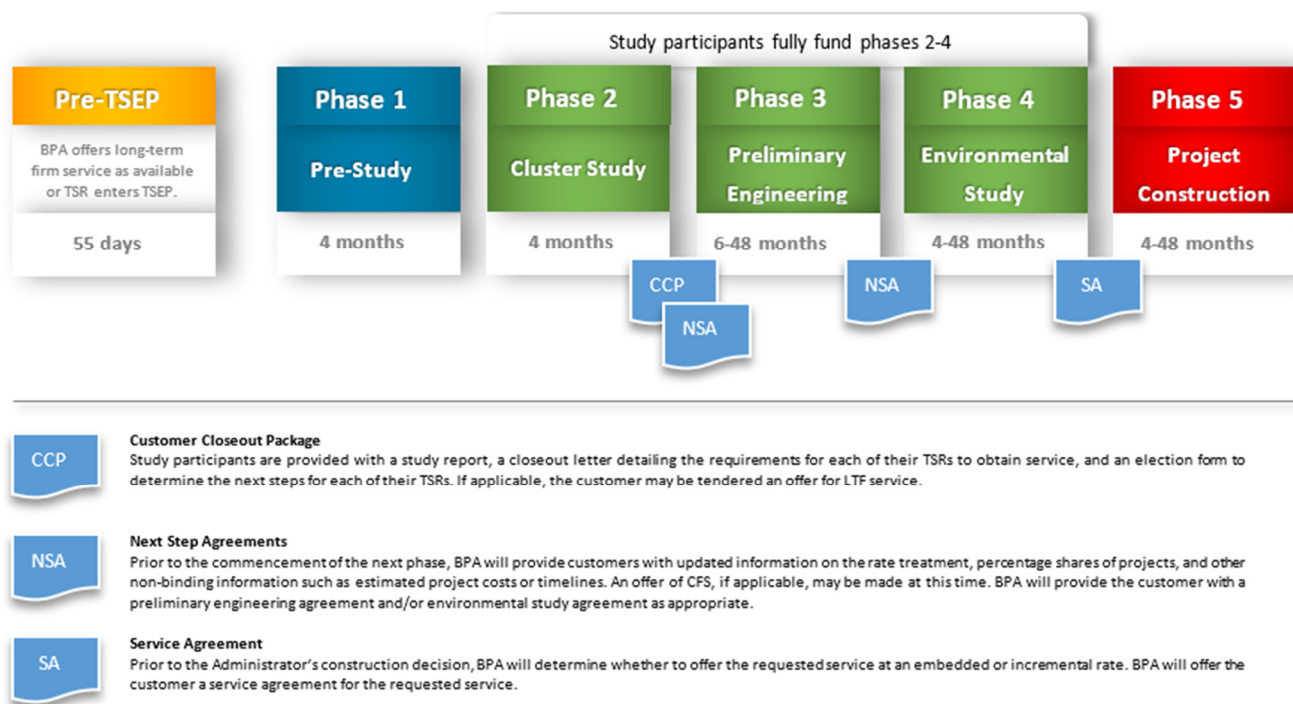 Study participants fully fund phases 2-4
Pre-TSEP
BPA offers long-term
firm service as available
or TSR enters TSEP.
55 days
Phase 1
Pre-Study
4 months
Phase 2
Cluster Study
4 months
Phase 3
Preliminary
Engineering
6-48 months
Phase 4
Environmental
Study
4-48 months
Phase 5
Project
Construction
4-48 months
CCP
NSA
NSA
SA
CCP
Customer Closeout Package
Study participants are provided with a study report, a closeout letter detailing the requirements for each of their TSRs to obtain service, and an election form to
determine the next steps for each of their TSRs. If applicable, the customer may be tendered an offer for LTF service.
NSA
Next Step Agreements
Prior to the commencement of the next phase, BPA will provide customers with updated information on the rate treatment, percentage shares of projects, and other
non-binding information such as estimated project costs or timelines. An offer of CFS, if applicable, may be made at this time. BPA will provide the customer with a
preliminary engineering agreement and/or environmental study agreement as appropriate.
SA
Service Agreement
Prior to the Administrator's construction decision, BPA will determine whether to offer the requested service at an embedded or incremental rate. BPA will offer the
customer a service agreement for the requested service.